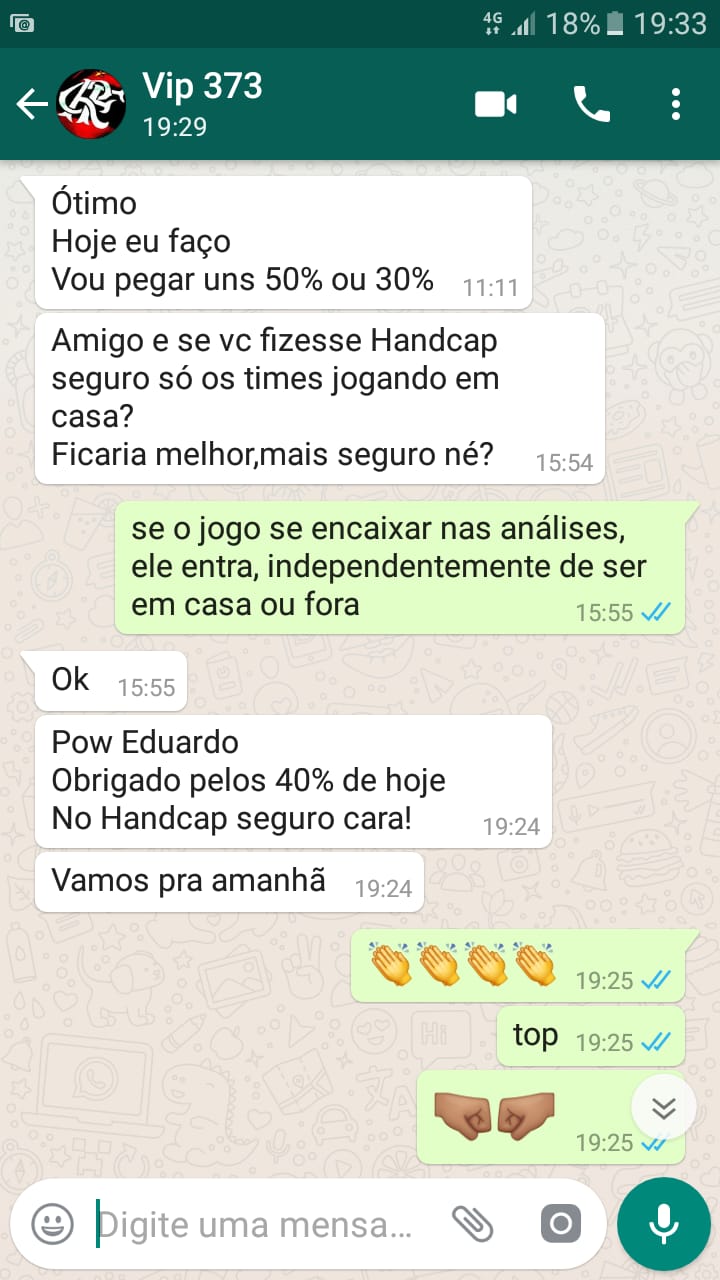 4G 18% 19:33
Vip 373
19:29
Ótimo
Hoje eu faço
Vou pegar uns 50% ou 30% 11:11
Amigo e se vc fizesse Handcap
seguro só os times jogando em
casa?
Ficaria melhor,mais seguro né? 15:54
se o jogo se encaixar nas análises,
ele entra, independentemente de ser
em casa ou fora 15:55
Ok 15:55
Pow Eduardo
Obrigado pelos 40% de hoje
No Handcap seguro cara! 19:24
Vamos pra amanhã 19:24
👏👏👏👏 19:25
top 19:25
🤜🏽🤛🏽 19:25
Digite uma mensa...